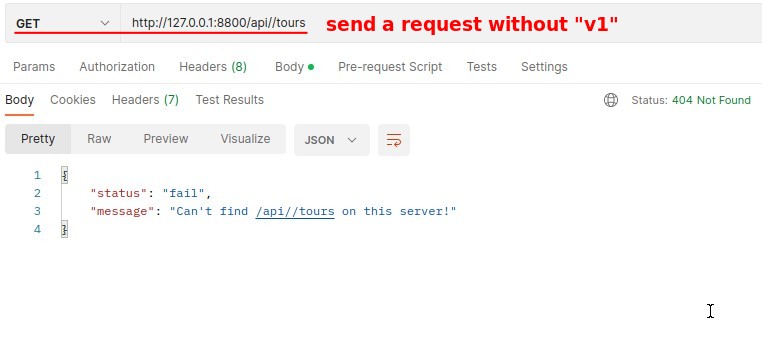 GET http://127.0.0.1:8800/api//tours send a request without "v1"
Params Authorization Headers (8) Body Pre-request Script Tests Settings
Body Cookies Headers (7) Test Results Status: 404 Not Found
Pretty Raw Preview Visualize JSON
1 {
2 "status": "fail",
3 "message": "Can't find /api//tours on this server!"
4 }